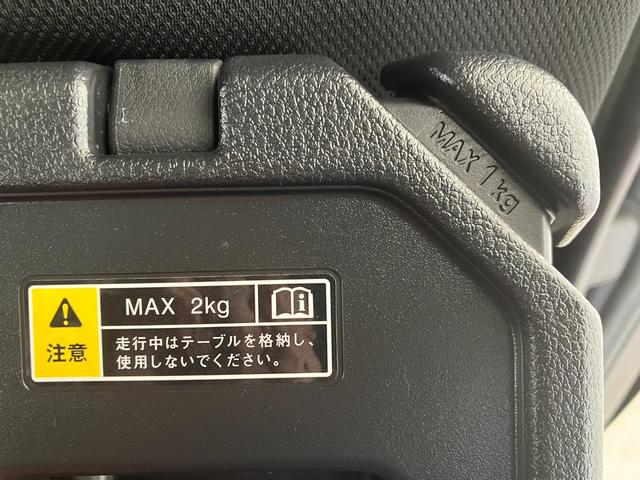 MAX 1kg
MAX 2kg
注意
走行中はテーブルを格納し、
使用しないでください。